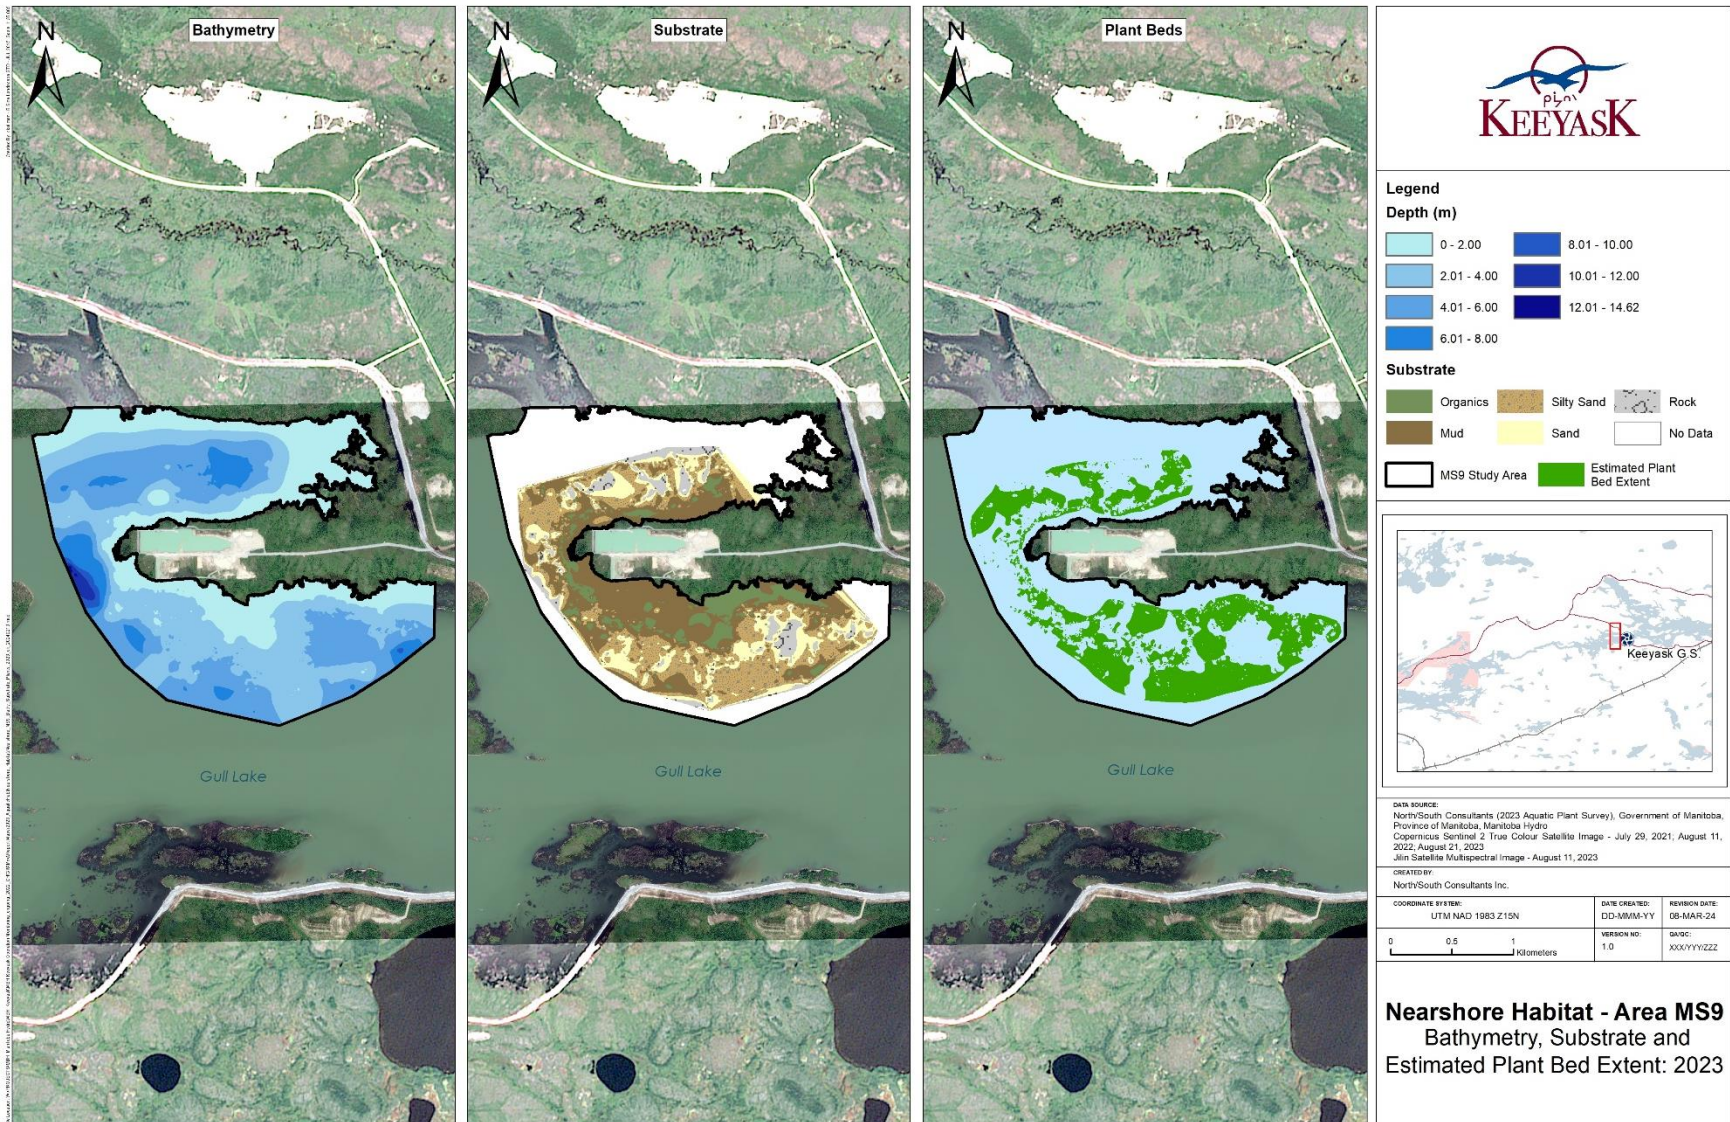 N
Bathymetry
N
Substrate
N
Plant Beds
Gull Lake
Gull Lake
Gull Lake
ᑭᔭᐢᐠ
KEEYASK
Legend
Depth (m)
0 - 2.00
8.01 - 10.00
2.01 - 4.00
10.01 - 12.00
4.01 - 6.00
12.01 - 14.62
6.01 - 8.00
Substrate
Organics
Silty Sand
Rock
Mud
Sand
No Data
MS9 Study Area
Estimated Plant
Bed Extent
Keeyask G.S.
DATA SOURCE:
North/South Consultants (2023 Aquatic Plant Survey), Government of Manitoba,
Province of Manitoba, Manitoba Hydro
Copernicus Sentinel 2 True Colour Satellite Image - July 29, 2021; August 11,
2022; August 21, 2023
Jilin Satellite Multispectral Image - August 11, 2023
CREATED BY:
North/South Consultants Inc.
COORDINATE SYSTEM:
UTM NAD 1983 Z15N
DATE CREATED:
DD-MMM-YY
REVISION DATE:
08-MAR-24
0 0.5 1
Kilometers
VERSION NO:
1.0
QA/QC:
XXX/YYY/ZZZ
Nearshore Habitat - Area MS9
Bathymetry, Substrate and
Estimated Plant Bed Extent: 2023